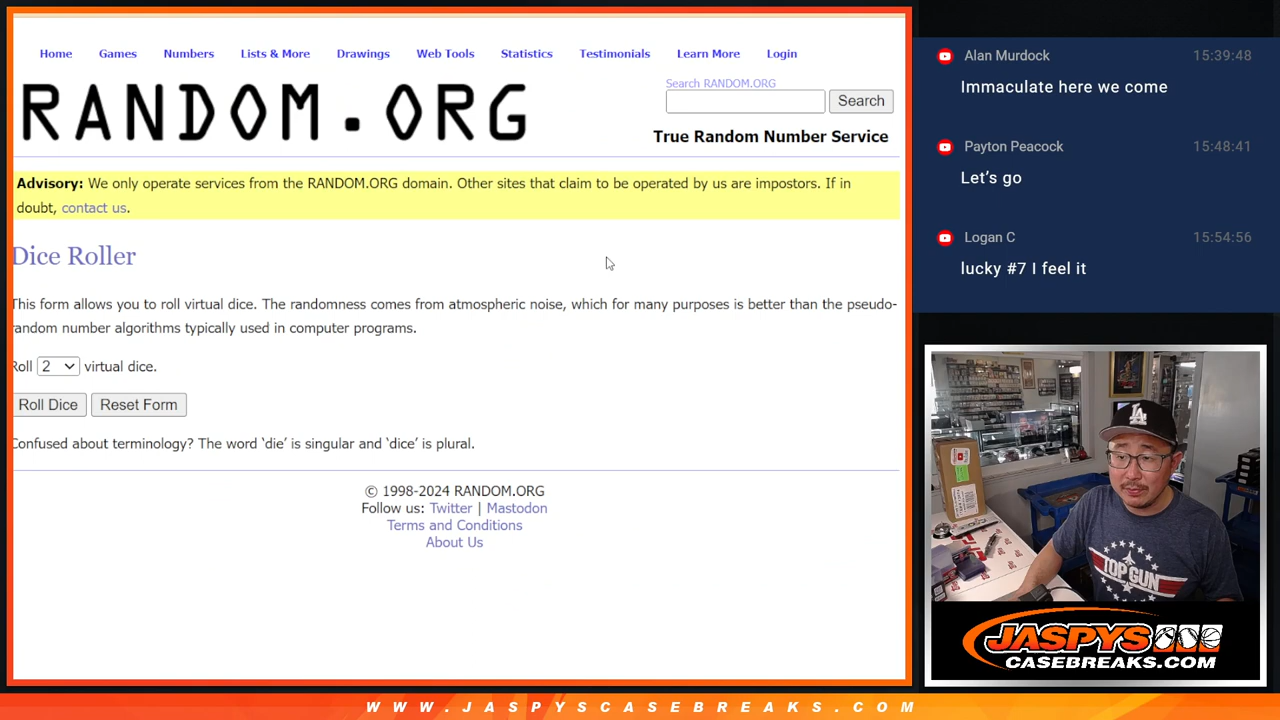 Home Games Numbers Lists & More Drawings Web Tools Statistics Testimonials Learn More Login
RANDOM.ORG
Search RANDOM.ORG
Search
True Random Number Service
Advisory: We only operate services from the RANDOM.ORG domain. Other sites that claim to be operated by us are impostors. If in
doubt, contact us.
Dice Roller
This form allows you to roll virtual dice. The randomness comes from atmospheric noise, which for many purposes is better than the pseudo-
random number algorithms typically used in computer programs.
Roll 2 virtual dice.
Roll Dice Reset Form
Confused about terminology? The word ‘die’ is singular and ‘dice’ is plural.
© 1998-2024 RANDOM.ORG
Follow us: Twitter | Mastodon
Terms and Conditions
About Us
Alan Murdock 15:39:48
Immaculate here we come
Payton Peacock 15:48:41
Let’s go
Logan C 15:54:56
lucky #7 I feel it
LA
TOP GUN
JASPYS
CASEBREAKS.COM
WWW.JASPYSCASEBREAKS.COM